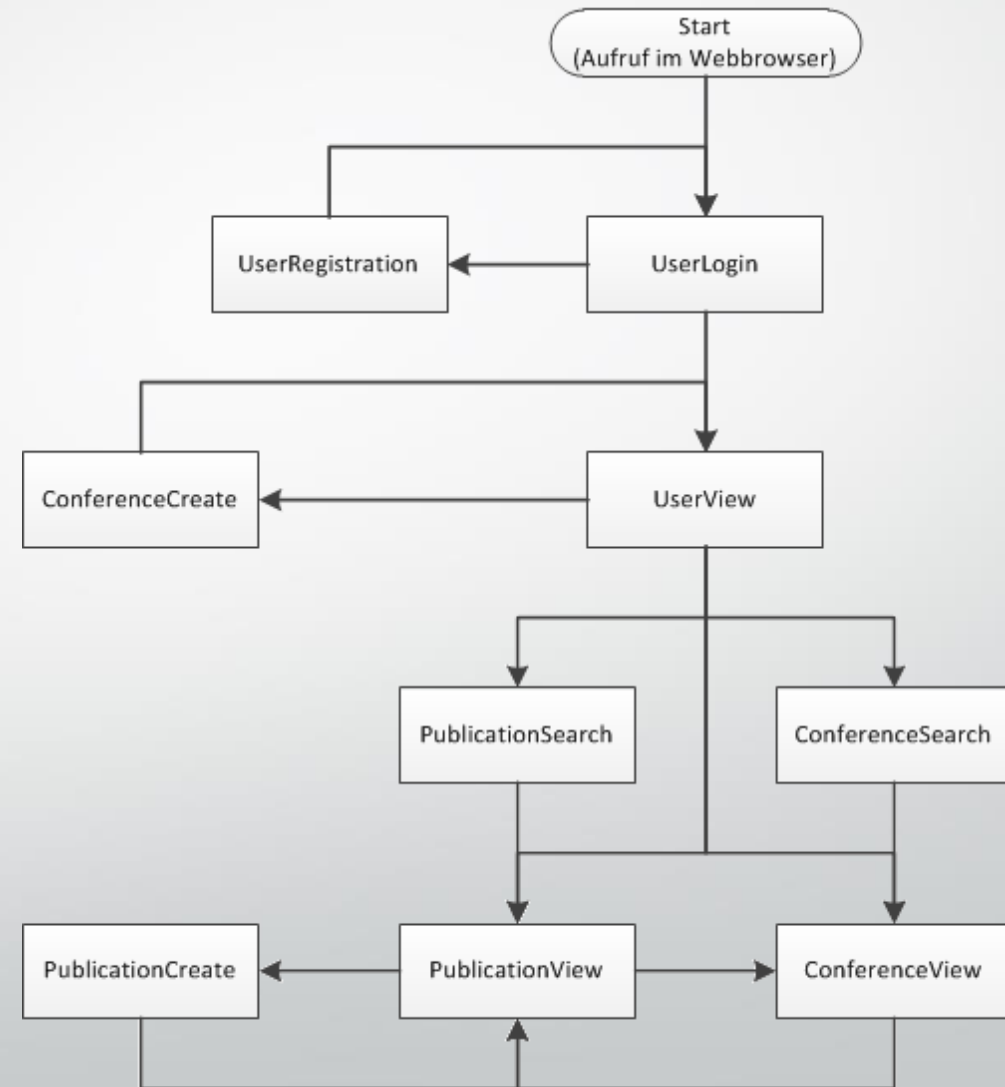 Start
(Aufruf im Webbrowser)
UserRegistration
UserLogin
ConferenceCreate
UserView
PublicationSearch
ConferenceSearch
PublicationCreate
PublicationView
ConferenceView